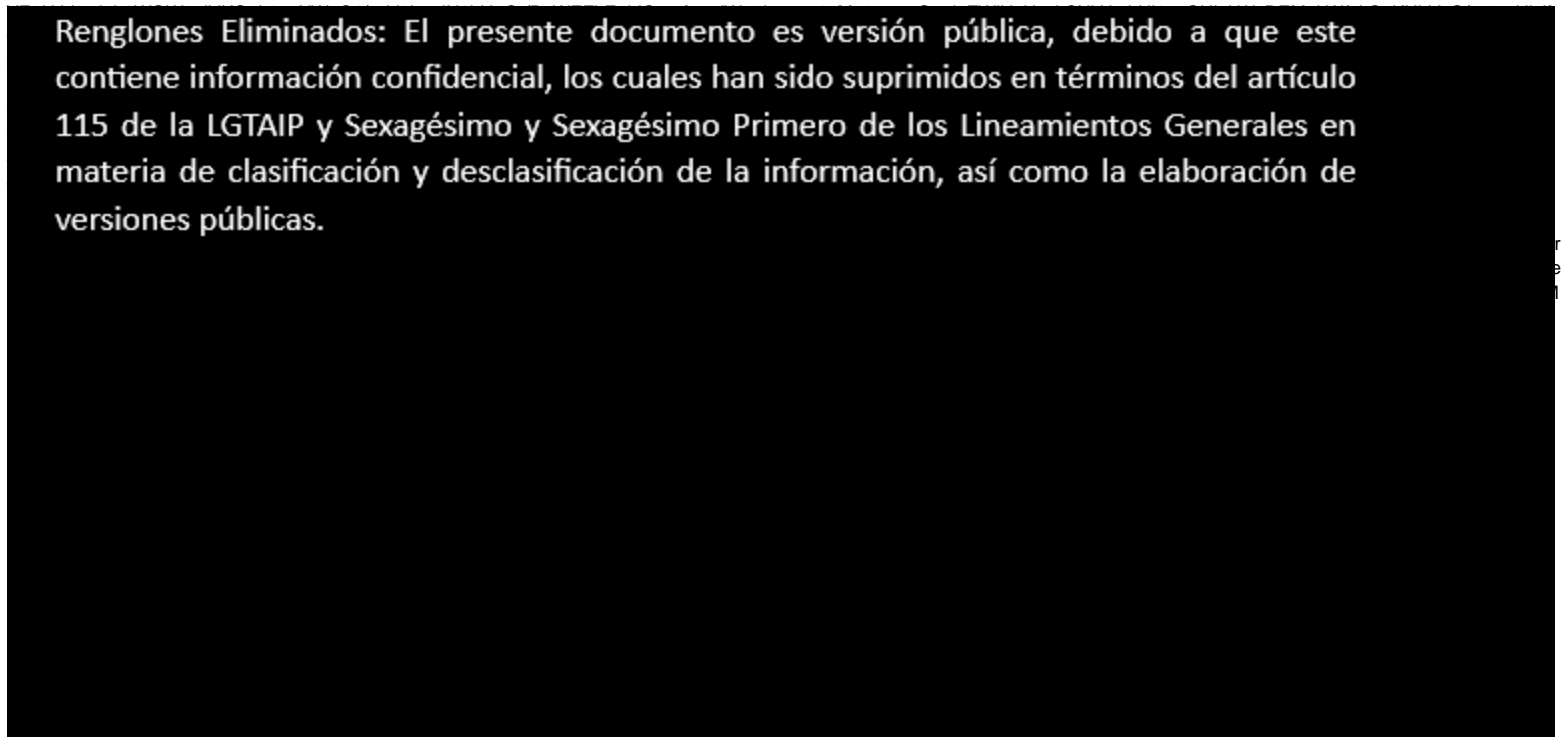 Renglones Eliminados: El presente documento es versión pública, debido a que este
contiene información confidencial, los cuales han sido suprimidos en términos del artículo
115 de la LGTAIP y Sexagésimo y Sexagésimo Primero de los Lineamientos Generales en
materia de clasificación y desclasificación de la información, así como la elaboración de
versiones públicas.